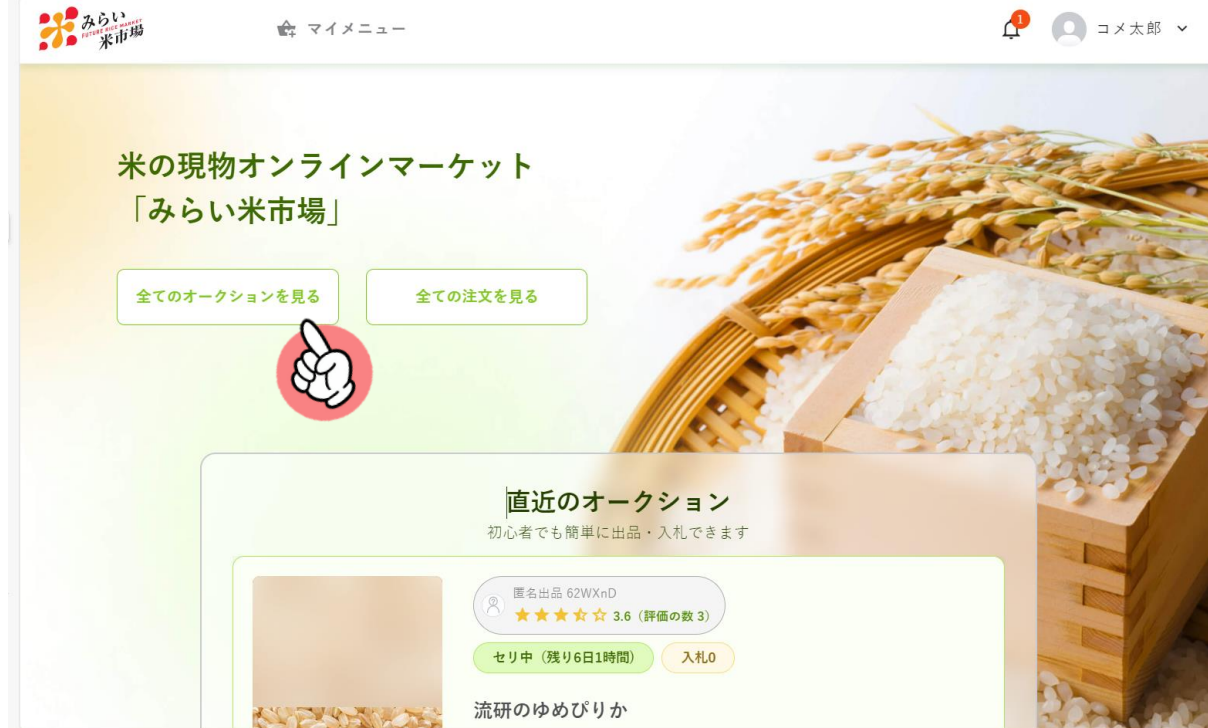 みらい
FUTURE RICE MARKET
米市場
マイメニュー
1
コメ太郎
米の現物オンラインマーケット
「みらい米市場」
全てのオークションを見る
全ての注文を見る
直近のオークション
初心者でも簡単に出品・入札できます
匿名出品 62WXnD
3.6（評価の数 3）
セリ中（残り6日1時間）
入札0
流研のゆめぴりか